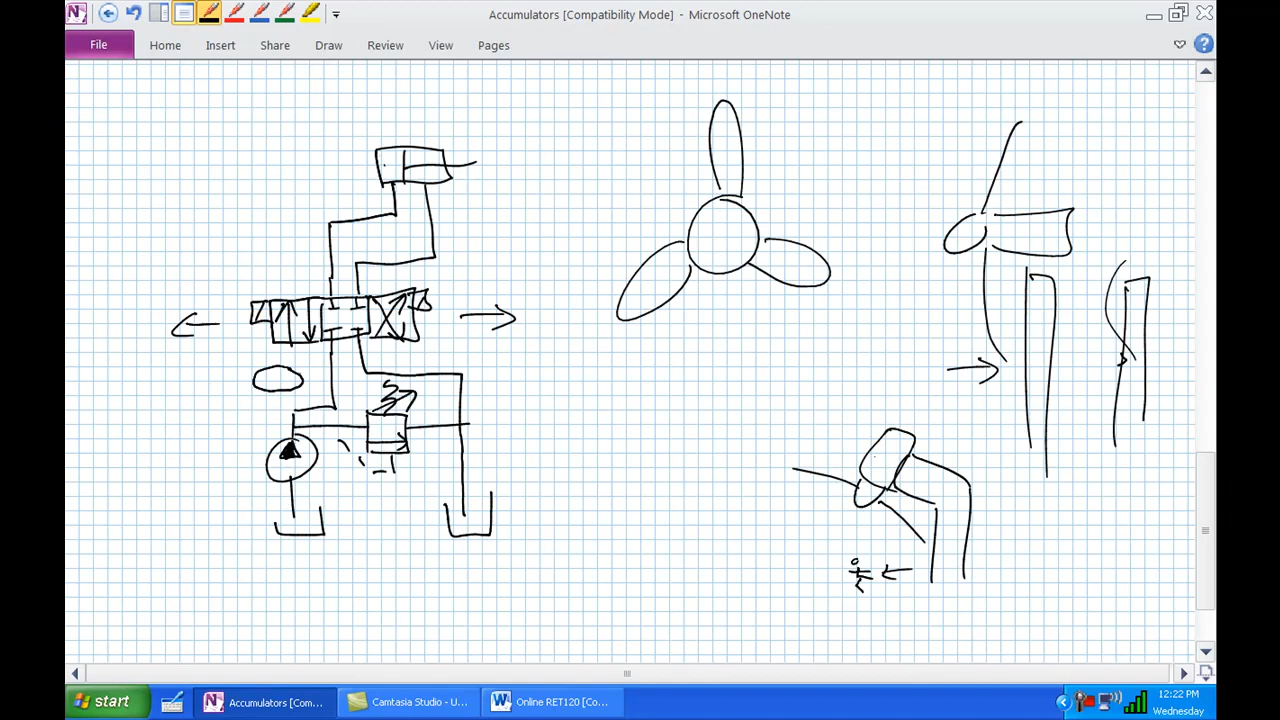 Accumulators [Compatibility Mode] - Microsoft OneNote
File Home Insert Share Draw Review View Pages
start
Accumulators [Com...
Camtasia Studio - U...
Online RET120 [Co...
12:22 PM
Wednesday